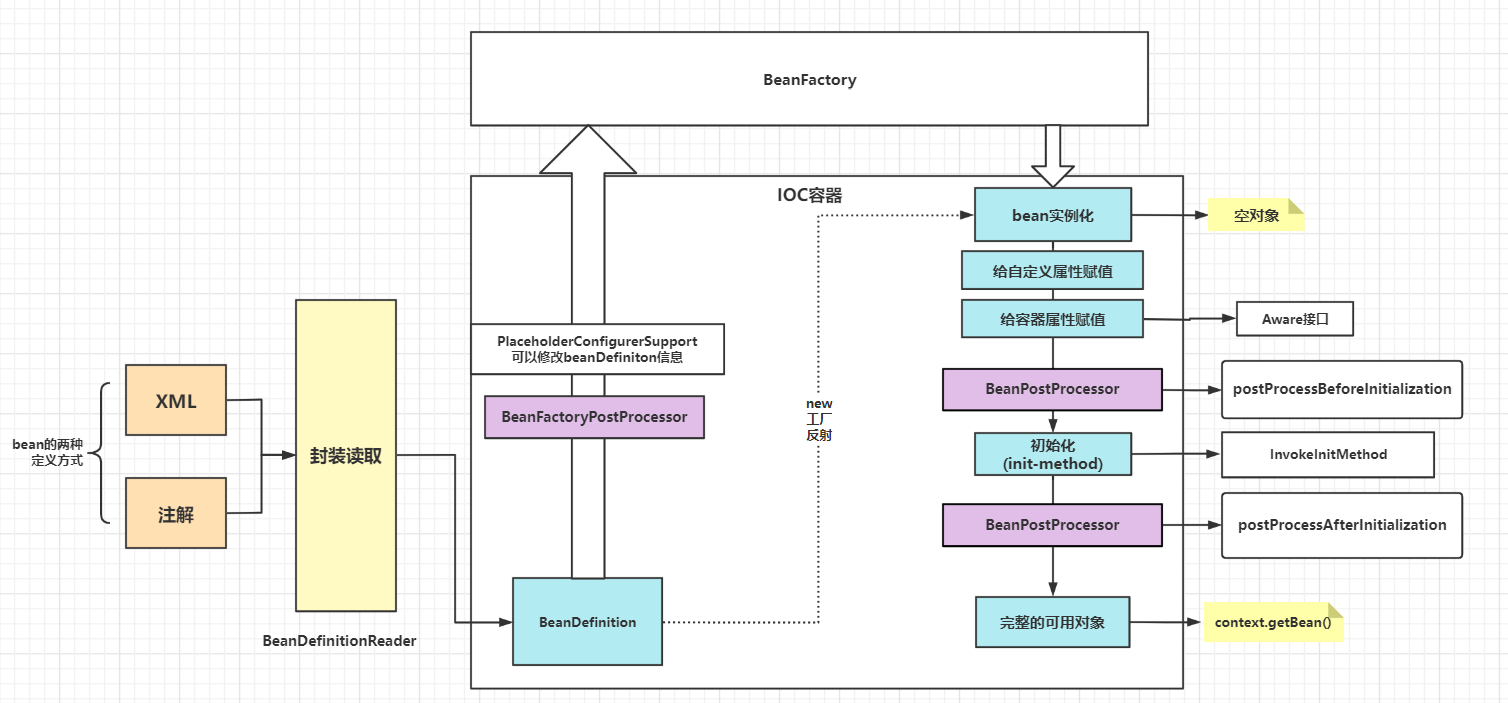 BeanFactory
IOC容器
bean实例化
空对象
给自定义属性赋值
给容器属性赋值
Aware接口
PlaceholderConfigurerSupport
可以修改beanDefiniton信息
BeanFactoryPostProcessor
BeanPostProcessor
postProcessBeforeInitialization
new
工厂
反射
初始化
(init-method)
InvokeInitMethod
BeanPostProcessor
postProcessAfterInitialization
bean的两种
定义方式
XML
注解
封装读取
BeanDefinitionReader
BeanDefinition
完整的可用对象
context.getBean()